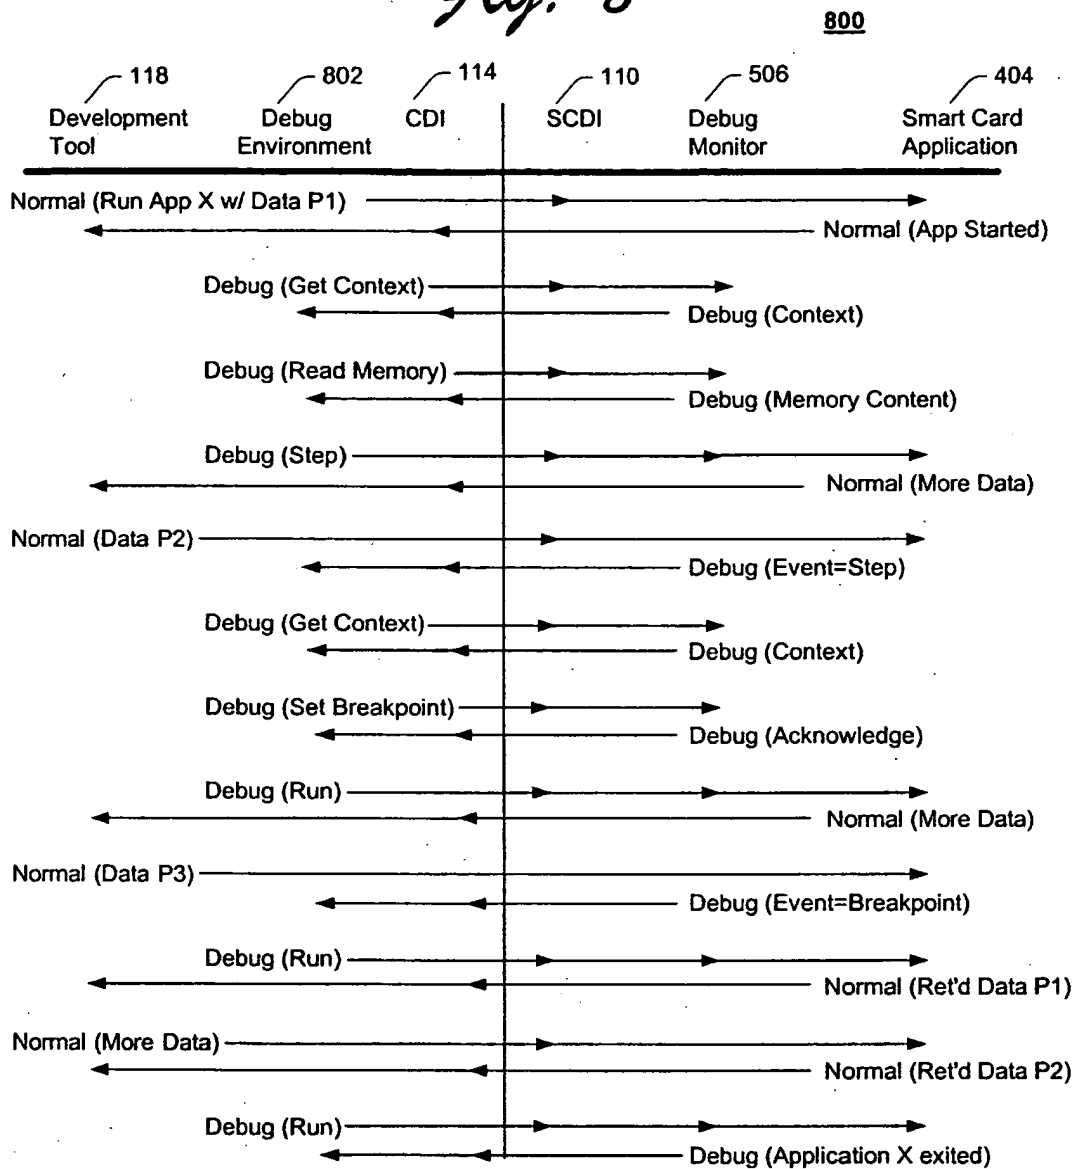 Fig. 8
800
118 802 114 110 506 404
Development Debug CDI SCDI Debug Smart Card
Tool Environment Monitor Application
Normal (Run App X w/ Data P1)
Normal (App Started)
Debug (Get Context)
Debug (Context)
Debug (Read Memory)
Debug (Memory Content)
Debug (Step)
Normal (More Data)
Normal (Data P2)
Debug (Event=Step)
Debug (Get Context)
Debug (Context)
Debug (Set Breakpoint)
Debug (Acknowledge)
Debug (Run)
Normal (More Data)
Normal (Data P3)
Debug (Event=Breakpoint)
Debug (Run)
Normal (Ret'd Data P1)
Normal (More Data)
Normal (Ret'd Data P2)
Debug (Run)
Debug (Application X exited)